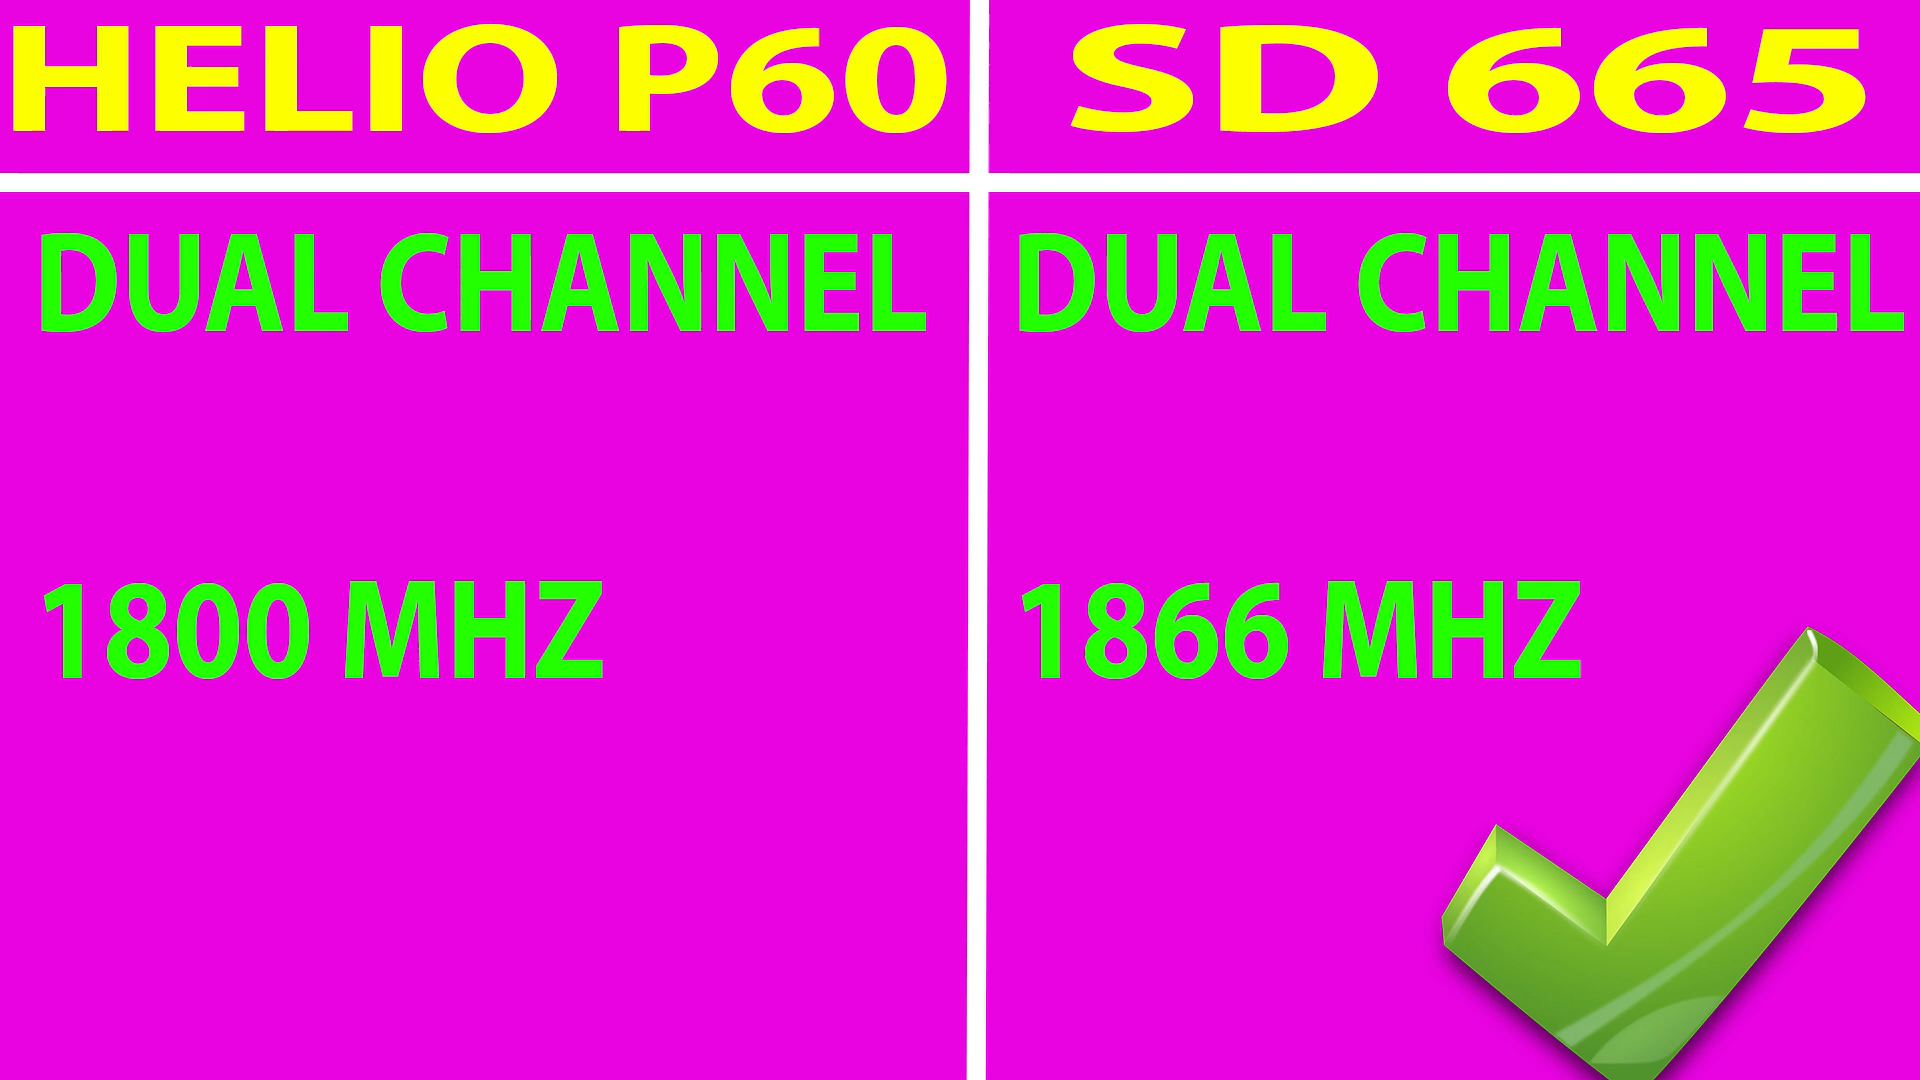 HELIO P60
SD 665
DUAL CHANNEL
DUAL CHANNEL
1800 MHZ
1866 MHZ